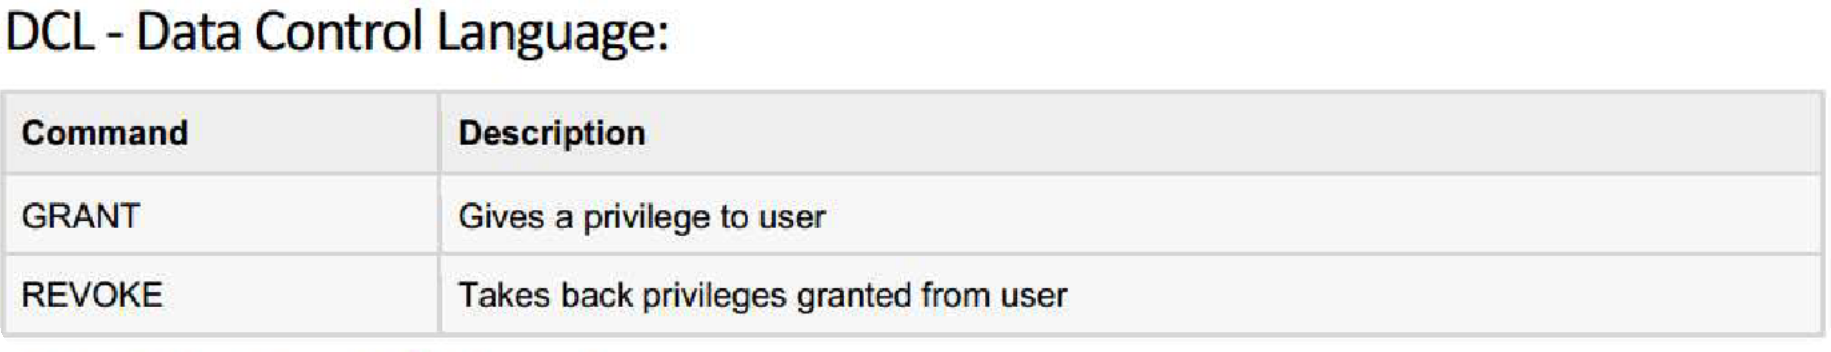 DCL - Data Control Language:
Command Description
GRANT Gives a privilege to user
REVOKE Takes back privileges granted from user